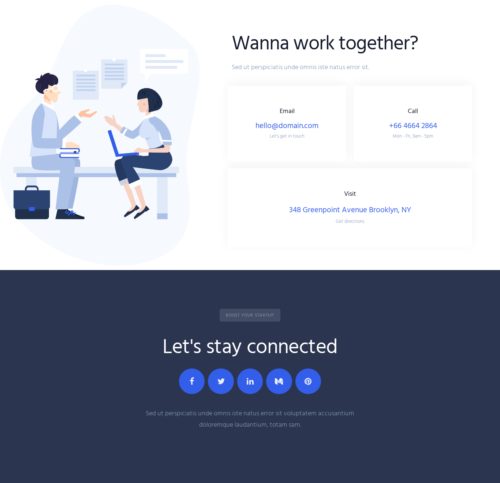 Wanna work together?
Sed ut perspiciatis unde omnis iste natus error sit.
Email
hello@domain.com
Let's get in touch
Call
+66 4664 2864
Mon - Fri, 8am - 5pm
Visit
348 Greenpoint Avenue Brooklyn, NY
Get directions
BOOST YOUR STARTUP
Let's stay connected
Sed ut perspiciatis unde omnis iste natus error sit voluptatem accusantium
doloremque laudantium, totam sam.